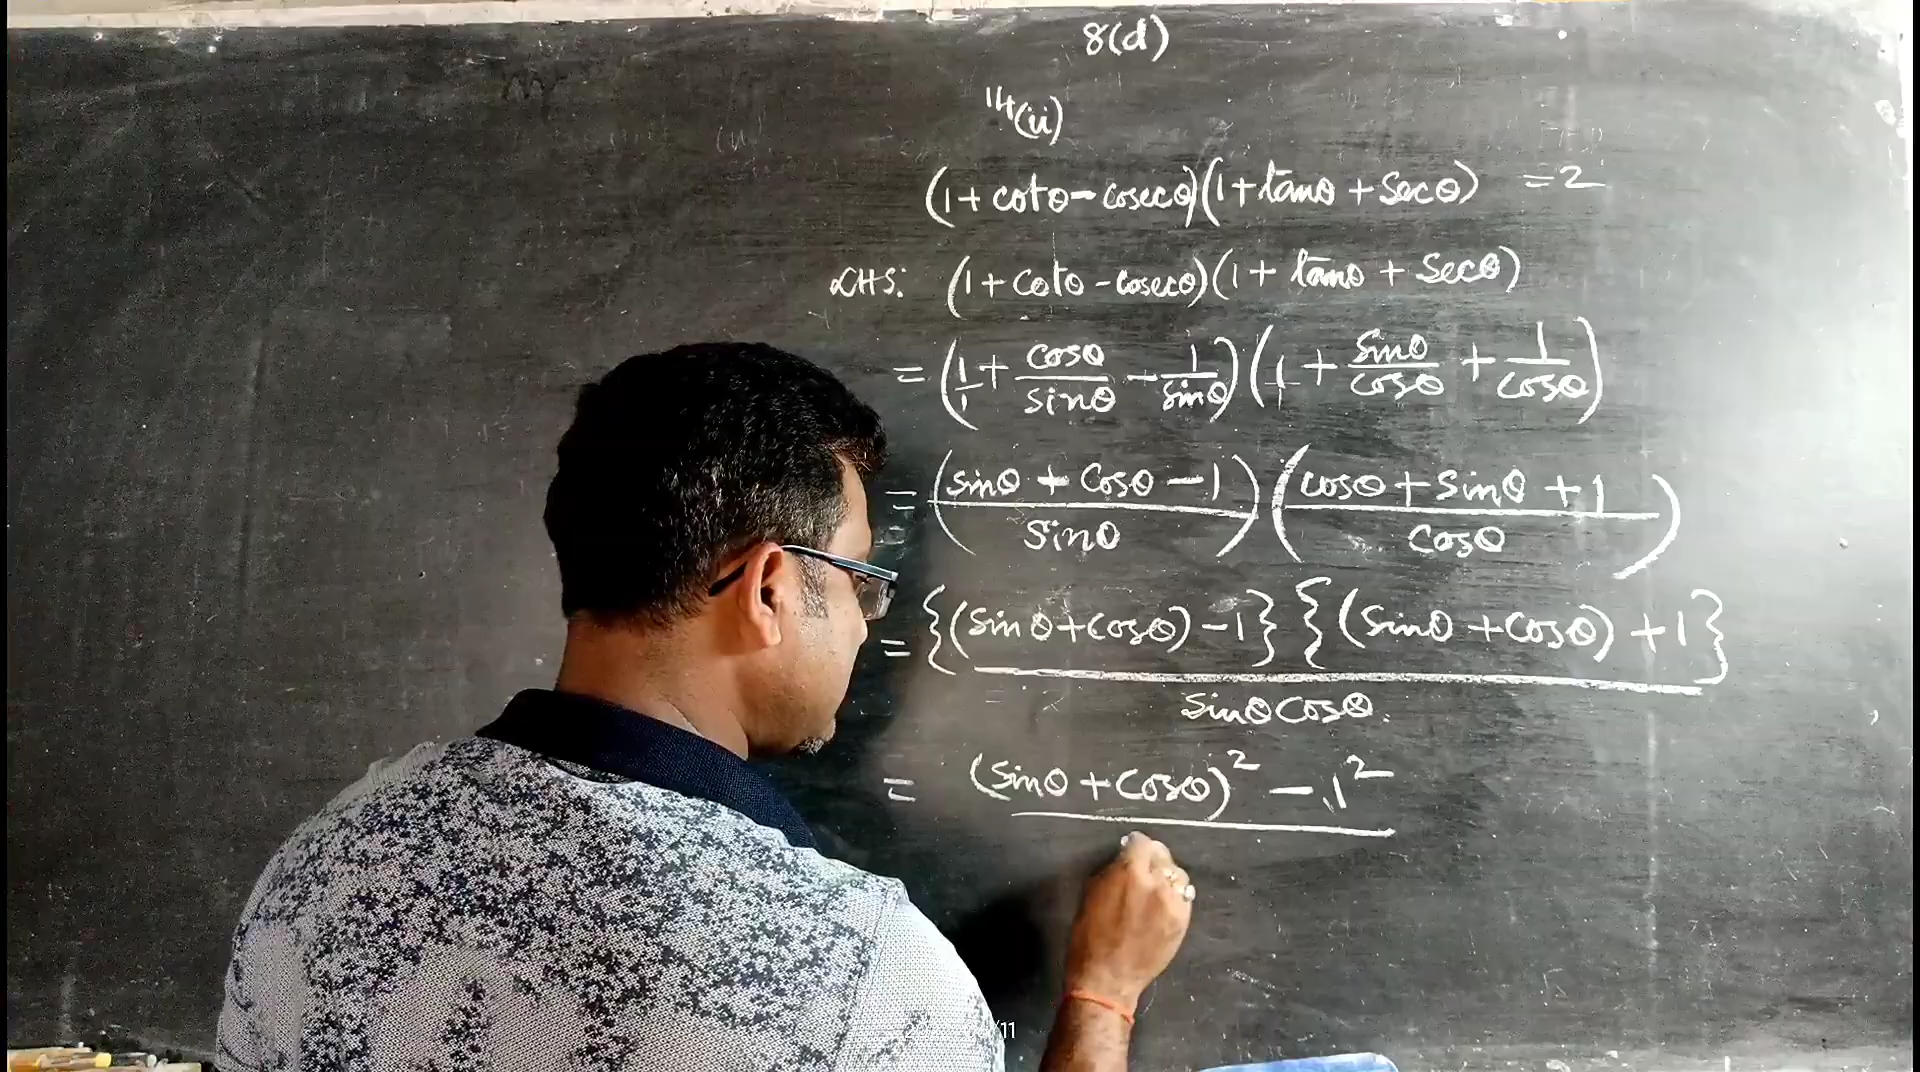 8(d)
14(ii)
(1+cotθ-cosecθ)(1+tanθ+secθ) =2
LHS: (1+cotθ-cosecθ)(1+tanθ+secθ)
= (1/1 + cosθ/sinθ - 1/sinθ)(1/1 + sinθ/cosθ + 1/cosθ)
= ((sinθ+cosθ-1)/sinθ)((cosθ+sinθ+1)/cosθ)
= {(sinθ+cosθ)-1}{(sinθ+cosθ)+1}/sinθcosθ.
= (sinθ+cosθ)²-1²